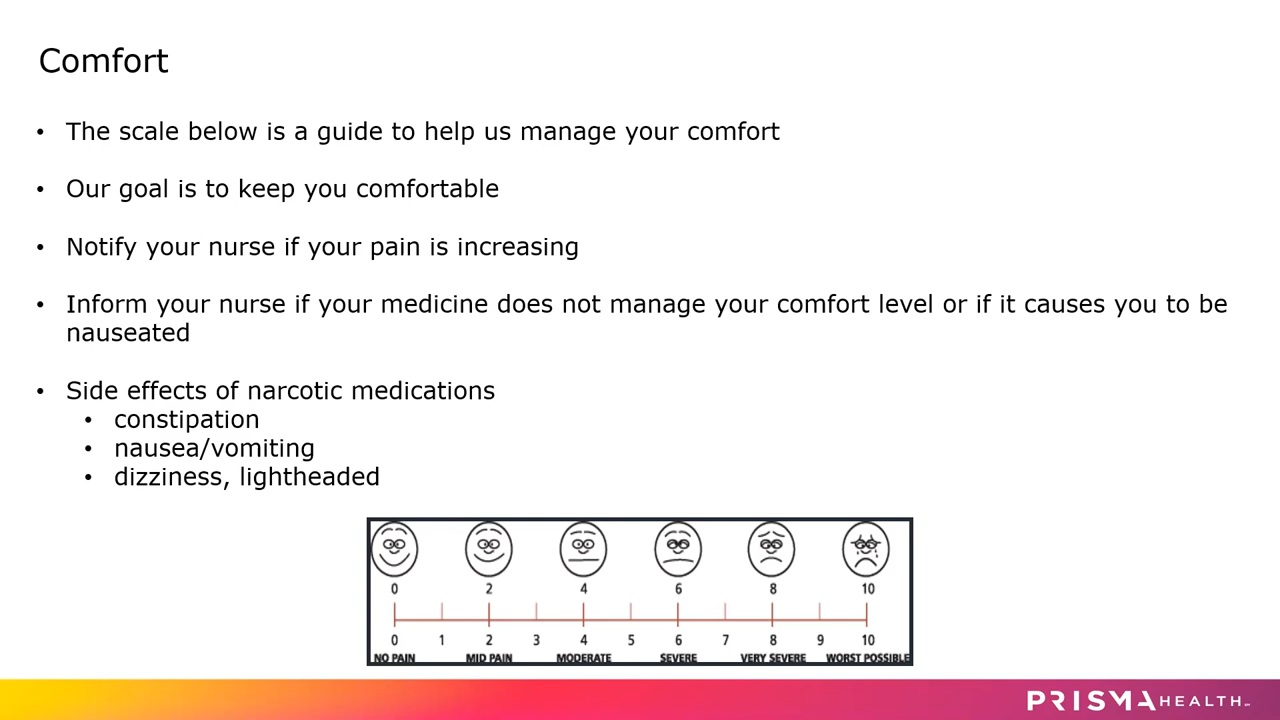 Comfort
• The scale below is a guide to help us manage your comfort
• Our goal is to keep you comfortable
• Notify your nurse if your pain is increasing
• Inform your nurse if your medicine does not manage your comfort level or if it causes you to be
nauseated
• Side effects of narcotic medications
• constipation
• nausea/vomiting
• dizziness, lightheaded
0 2 4 6 8 10
0 1 2 3 4 5 6 7 8 9 10
NO PAIN MID PAIN MODERATE SEVERE VERY SEVERE WORST POSSIBLE
PRISMA HEALTH